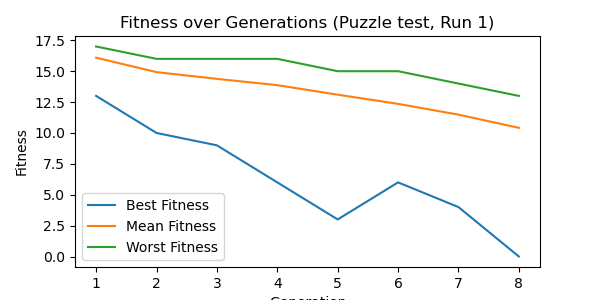 Fitness over Generations (Puzzle test, Run 1)
17.5
15.0
12.5
10.0
7.5
5.0
2.5
0.0
Fitness
Best Fitness
Mean Fitness
Worst Fitness
1 2 3 4 5 6 7 8
Generation